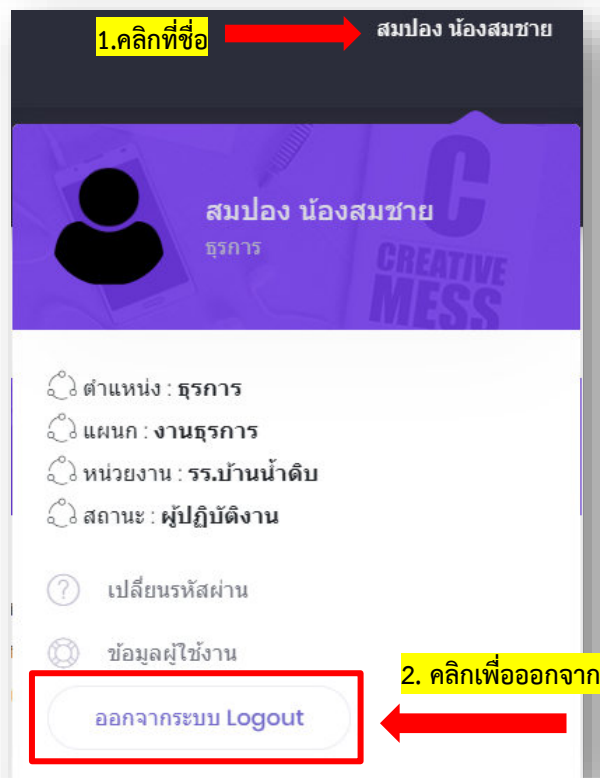 1.คลิกที่ชื่อ
สมปอง น้องสมชาย
สมปอง น้องสมชาย
ธุรการ
C
CREATIVE
MESS
ตำแหน่ง : ธุรการ
แผนก : งานธุรการ
หน่วยงาน : รร.บ้านน้ำดิบ
สถานะ : ผู้ปฏิบัติงาน
เปลี่ยนรหัสผ่าน
ข้อมูลผู้ใช้งาน
2. คลิกเพื่อออกจาก
ออกจากระบบ Logout